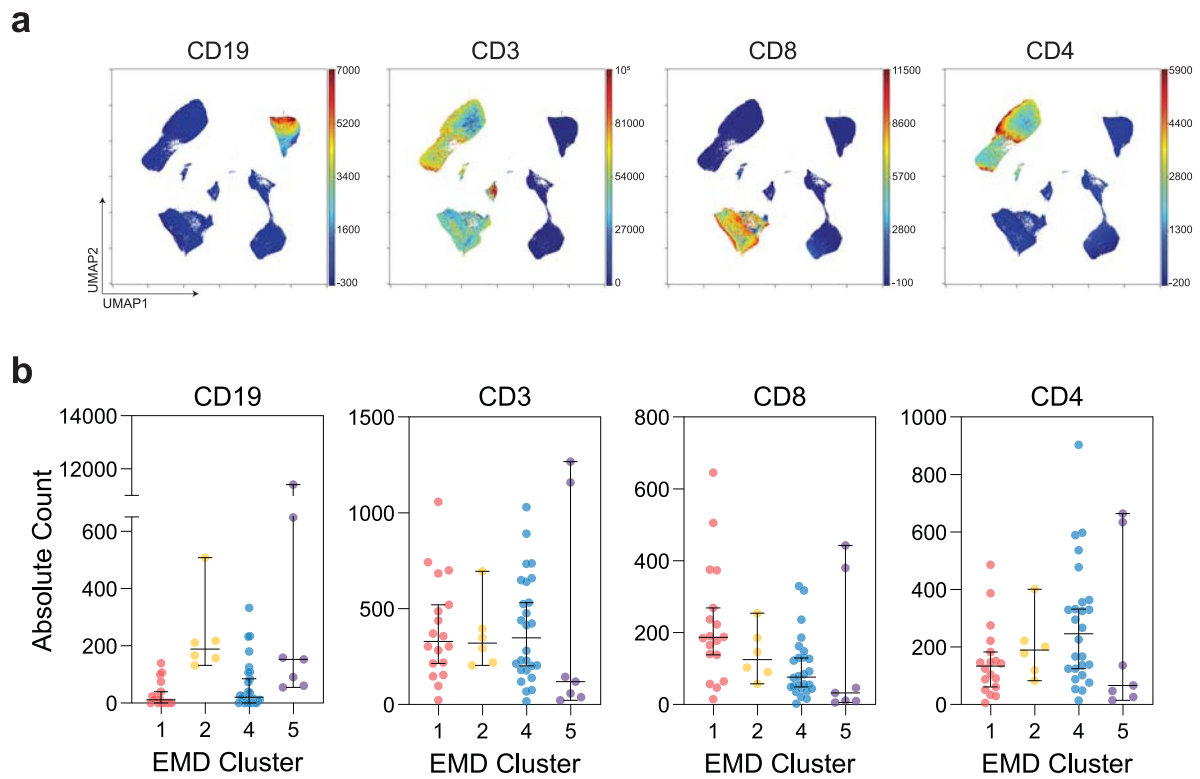 a
CD19 CD3 CD8 CD4
7000 5200 3400 1600 -300
10⁵ 81000 54000 27000 0
11500 8600 5700 2800 -100
5900 4400 2800 1300 -200
UMAP2
UMAP1
b
CD19 CD3 CD8 CD4
Absolute Count
14000 12000 600 400 200 0
1500 1000 500 0
800 600 400 200 0
1000 800 600 400 200 0
1 2 4 5 1 2 4 5 1 2 4 5 1 2 4 5
EMD Cluster EMD Cluster EMD Cluster EMD Cluster